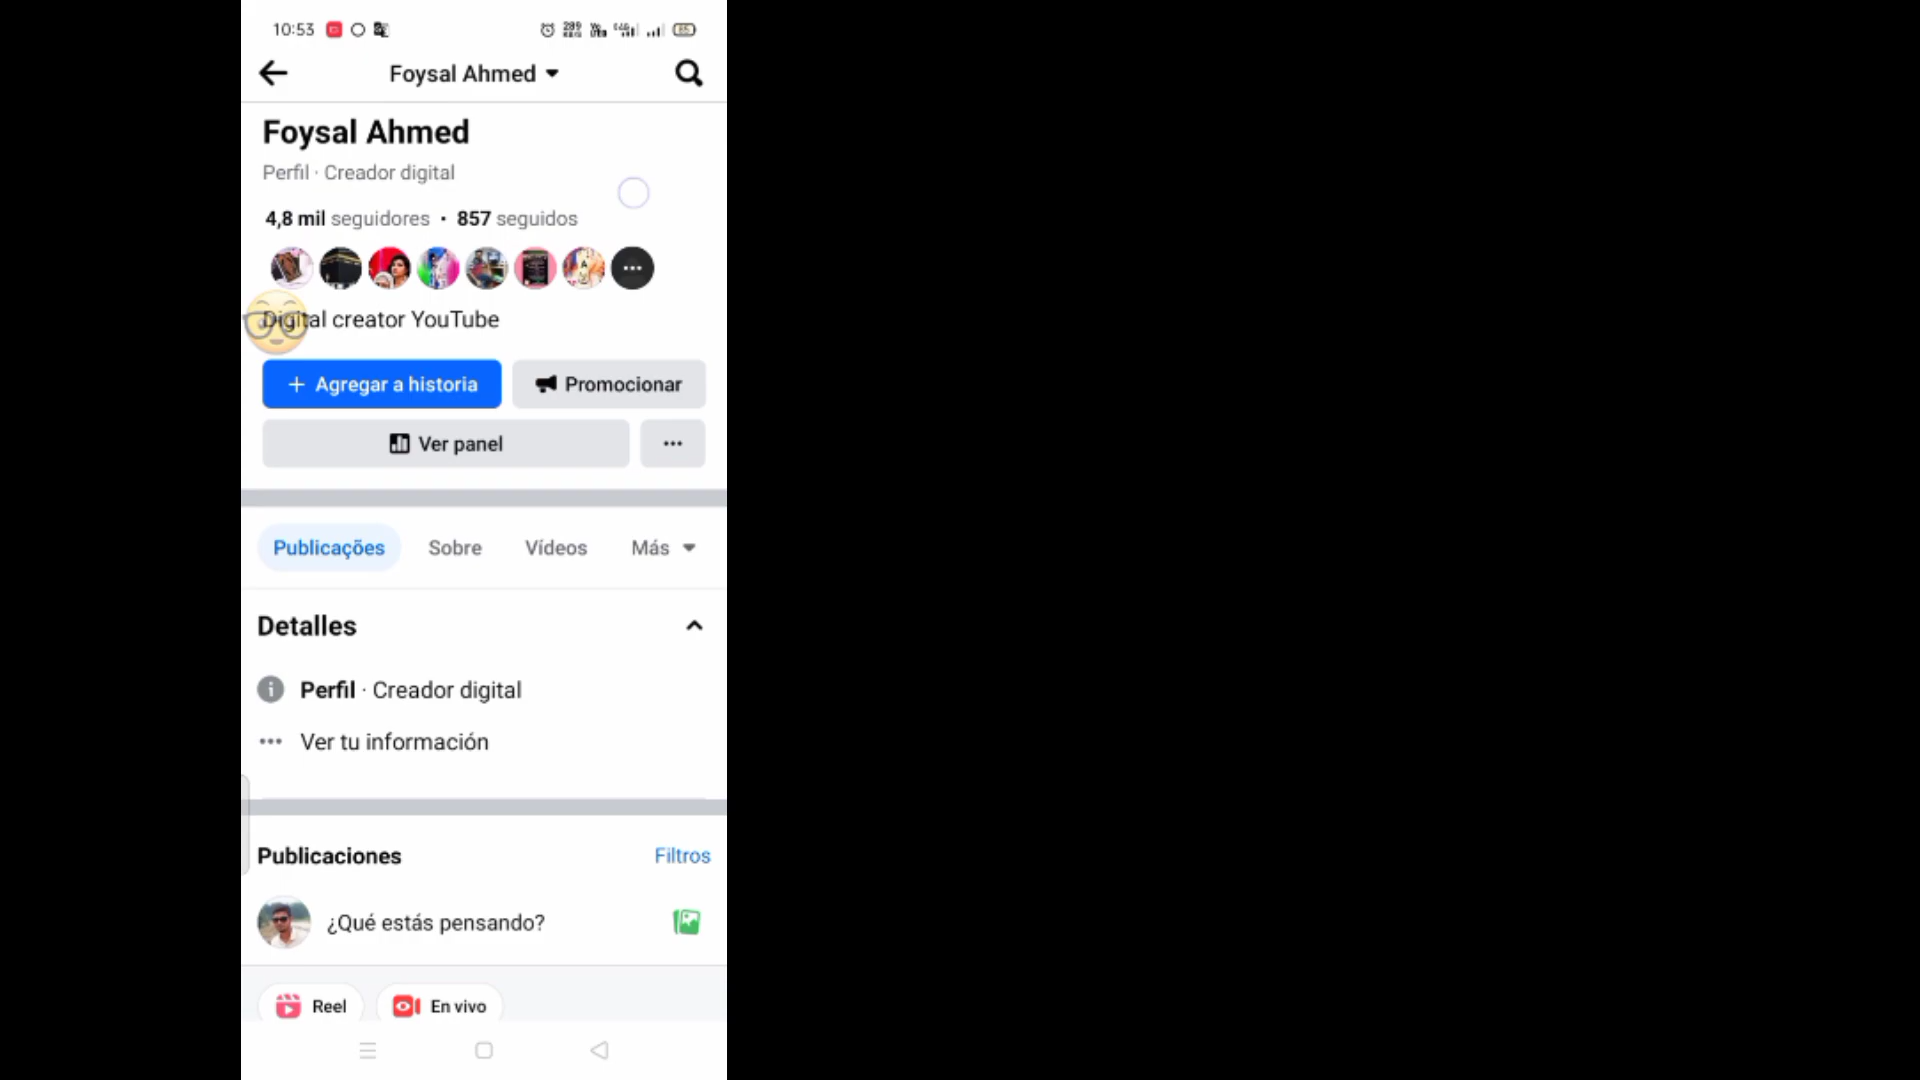 10:53
Foysal Ahmed
Foysal Ahmed
Perfil · Creador digital
4,8 mil seguidores · 857 seguidos
Digital creator YouTube
+ Agregar a historia
Promocionar
Ver panel
Publicações Sobre Vídeos Más
Detalles
Perfil · Creador digital
Ver tu información
Publicaciones Filtros
¿Qué estás pensando?
Reel En vivo